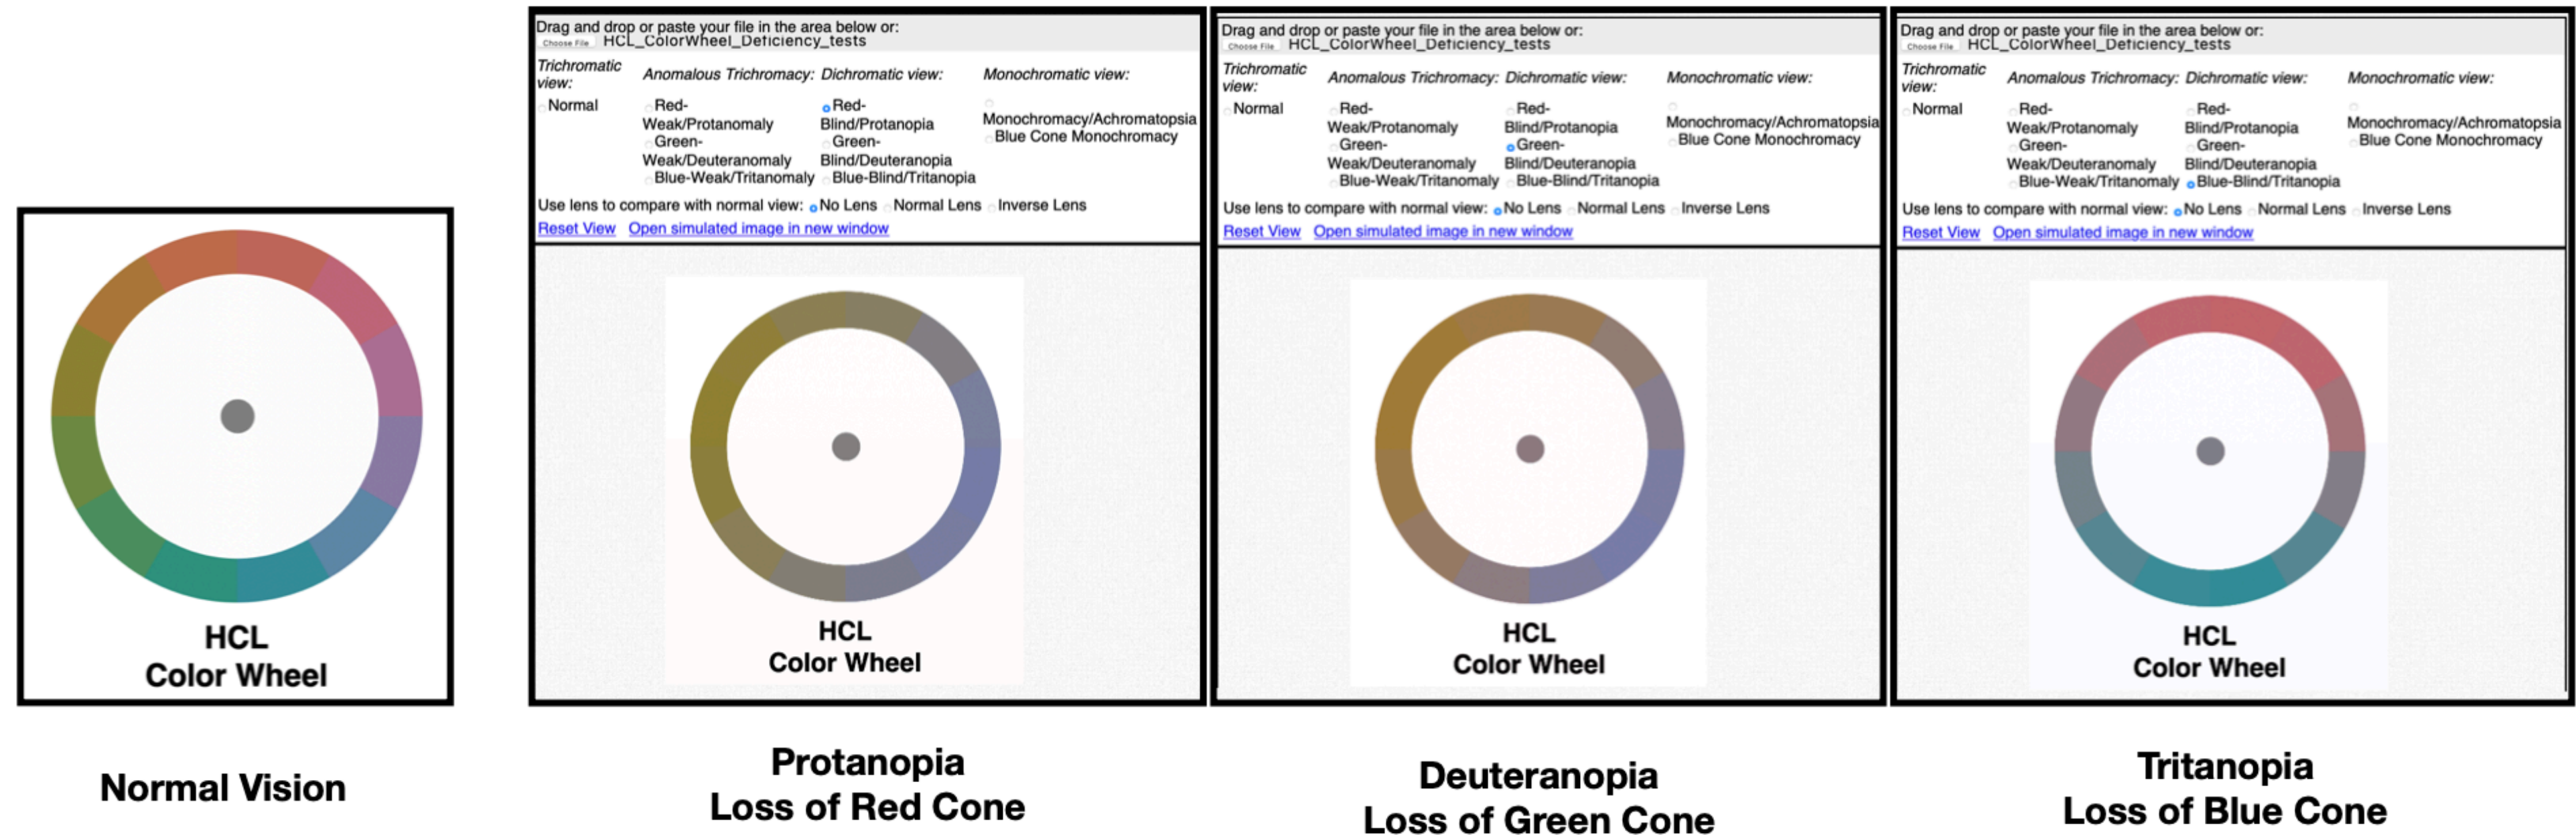 HCL
Color Wheel
Normal Vision
Drag and drop or paste your file in the area below or:
Choose File HCL_ColorWheel_Deficiency_tests
Trichromatic
view:
Anomalous Trichromacy:
Dichromatic view:
Monochromatic view:
Normal
Red-
Weak/Protanomaly
Green-
Weak/Deuteranomaly
Blue-Weak/Tritanomaly
Red-
Blind/Protanopia
Green-
Blind/Deuteranopia
Blue-Blind/Tritanopia
Monochromacy/Achromatopsia
Blue Cone Monochromacy
Use lens to compare with normal view: No Lens Normal Lens Inverse Lens
Reset View Open simulated image in new window
HCL
Color Wheel
Protanopia
Loss of Red Cone
Drag and drop or paste your file in the area below or:
Choose File HCL_ColorWheel_Deficiency_tests
Trichromatic
view:
Anomalous Trichromacy:
Dichromatic view:
Monochromatic view:
Normal
Red-
Weak/Protanomaly
Green-
Weak/Deuteranomaly
Blue-Weak/Tritanomaly
Red-
Blind/Protanopia
Green-
Blind/Deuteranopia
Blue-Blind/Tritanopia
Monochromacy/Achromatopsia
Blue Cone Monochromacy
Use lens to compare with normal view: No Lens Normal Lens Inverse Lens
Reset View Open simulated image in new window
HCL
Color Wheel
Deuteranopia
Loss of Green Cone
Drag and drop or paste your file in the area below or:
Choose File HCL_ColorWheel_Deficiency_tests
Trichromatic
view:
Anomalous Trichromacy:
Dichromatic view:
Monochromatic view:
Normal
Red-
Weak/Protanomaly
Green-
Weak/Deuteranomaly
Blue-Weak/Tritanomaly
Red-
Blind/Protanopia
Green-
Blind/Deuteranopia
Blue-Blind/Tritanopia
Monochromacy/Achromatopsia
Blue Cone Monochromacy
Use lens to compare with normal view: No Lens Normal Lens Inverse Lens
Reset View Open simulated image in new window
HCL
Color Wheel
Tritanopia
Loss of Blue Cone